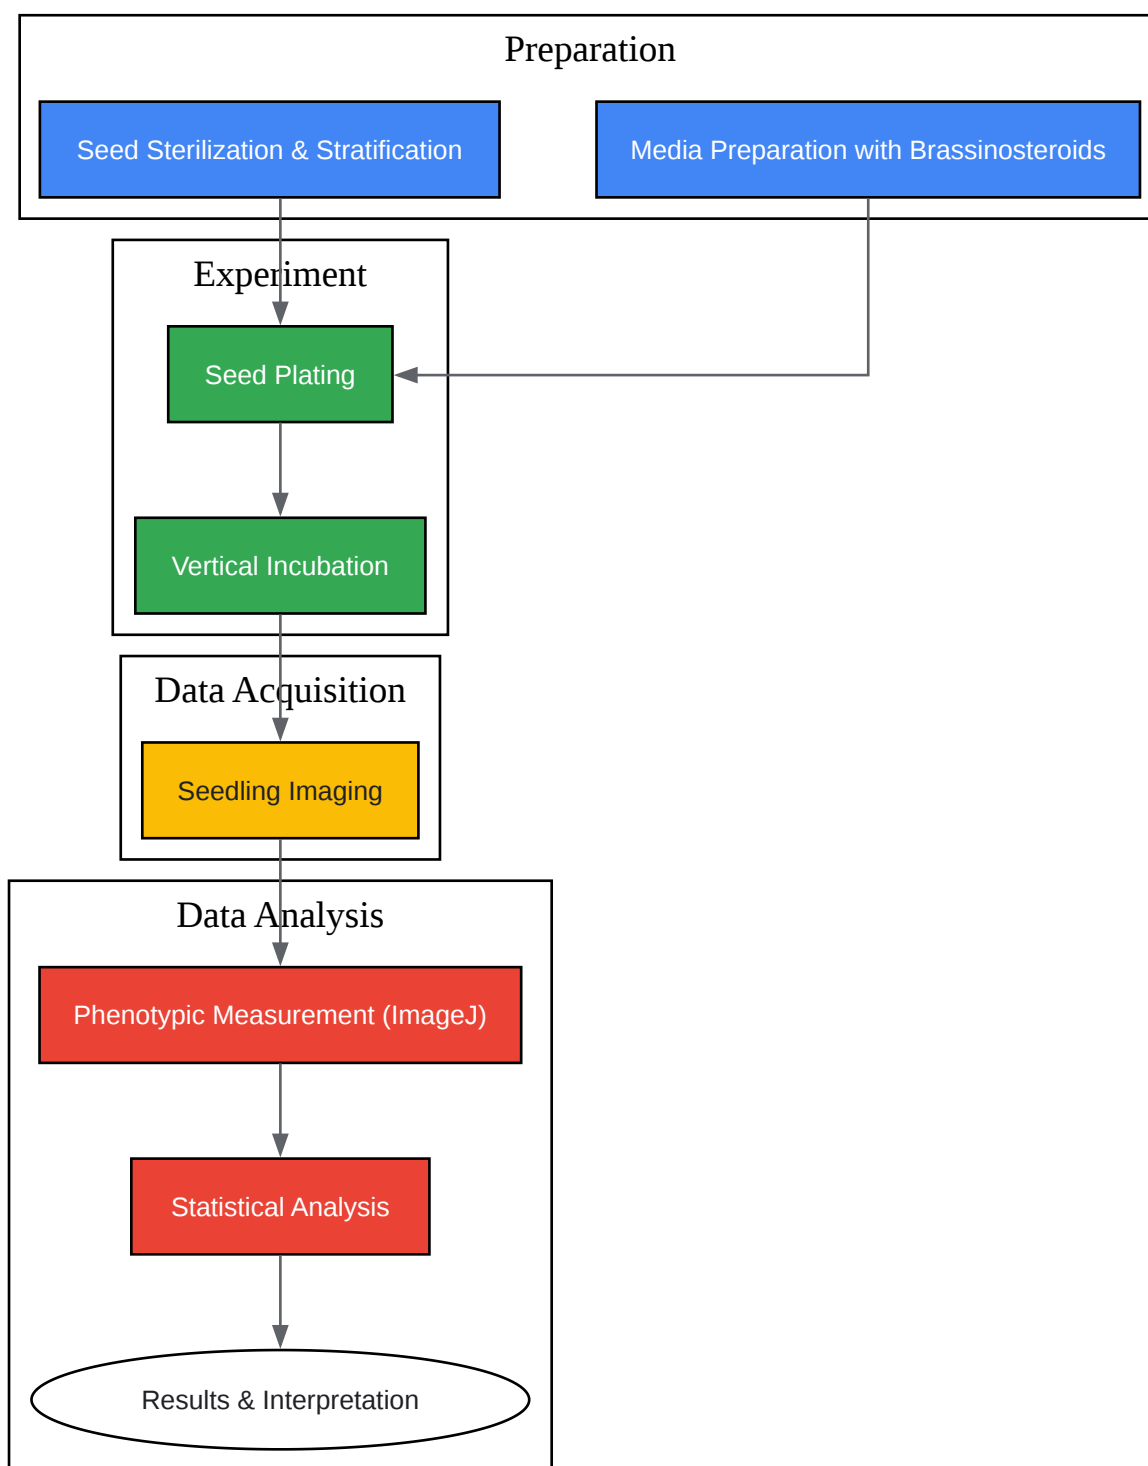 Preparation
Seed Sterilization & Stratification
Media Preparation with Brassinosteroids
Experiment
Seed Plating
Vertical Incubation
Data Acquisition
Seedling Imaging
Data Analysis
Phenotypic Measurement (ImageJ)
Statistical Analysis
Results & Interpretation